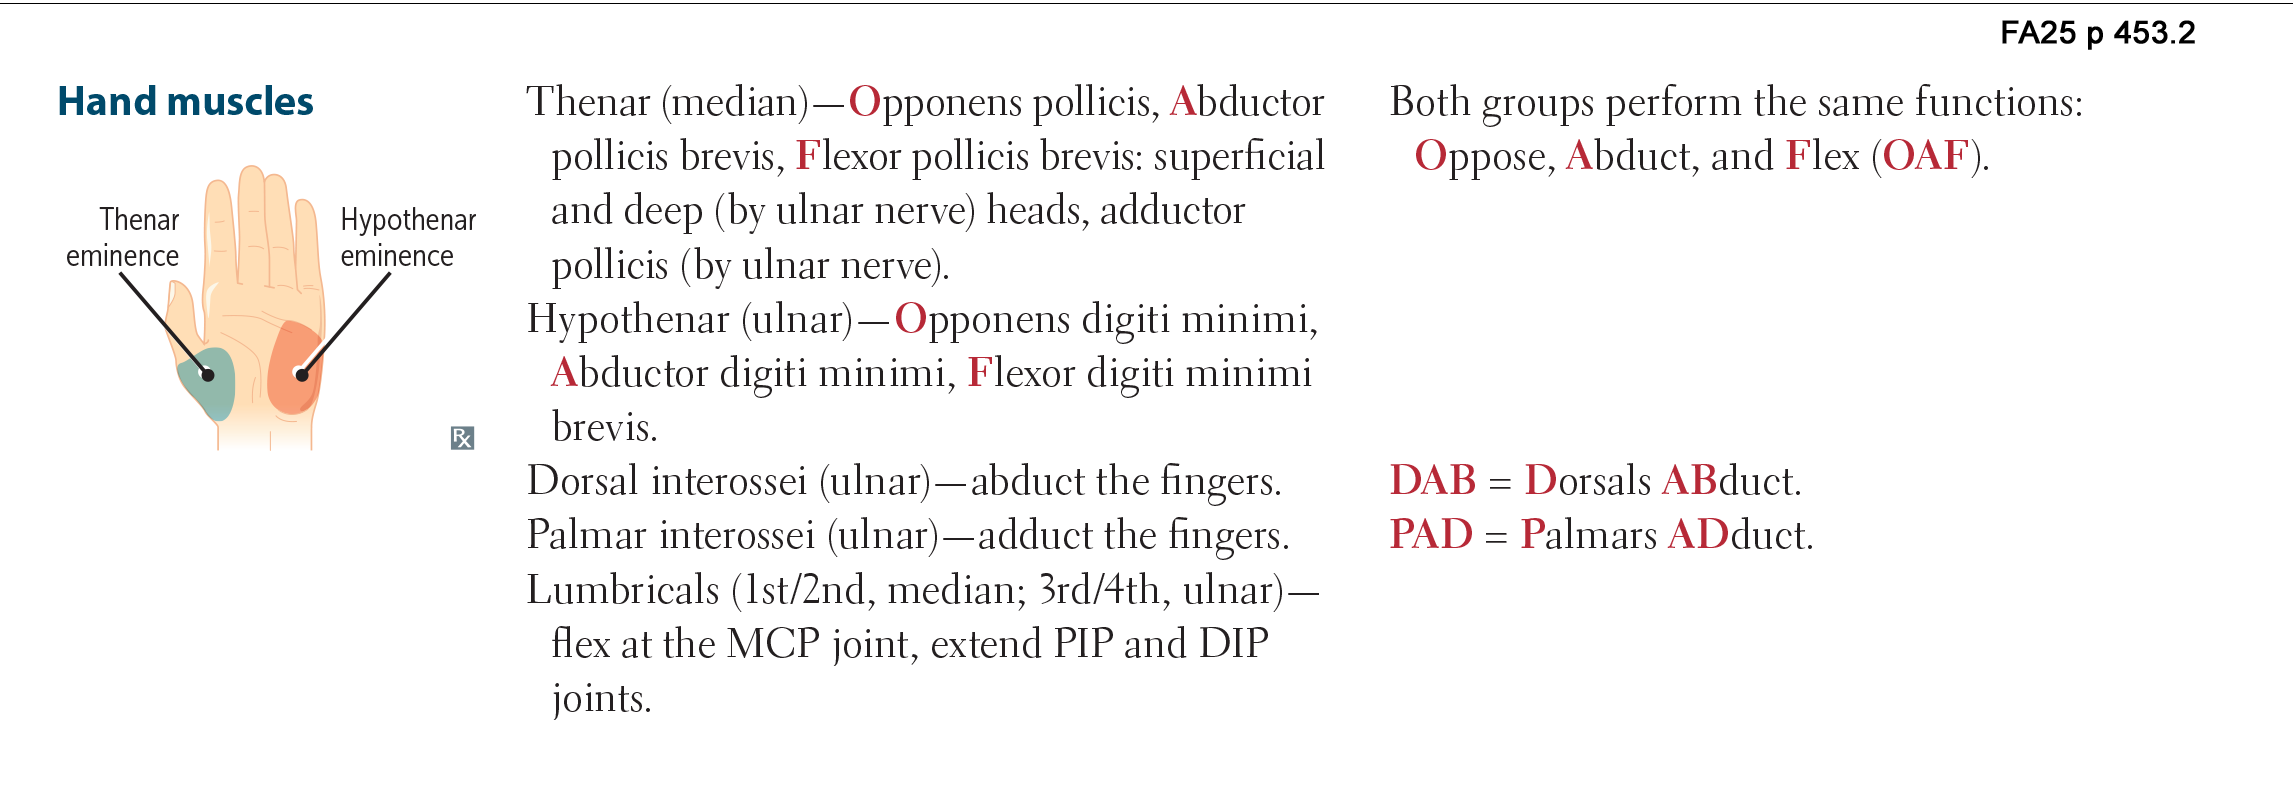 FA25 p 453.2
Hand muscles
Thenar
eminence
Hypothenar
eminence
Rx
Thenar (median)—Opponens pollicis, Abductor
pollicis brevis, Flexor pollicis brevis: superficial
and deep (by ulnar nerve) heads, adductor
pollicis (by ulnar nerve).
Hypothenar (ulnar)—Opponens digiti minimi,
Abductor digiti minimi, Flexor digiti minimi
brevis.
Dorsal interossei (ulnar)—abduct the fingers.
Palmar interossei (ulnar)—adduct the fingers.
Lumbricals (1st/2nd, median; 3rd/4th, ulnar)—
flex at the MCP joint, extend PIP and DIP
joints.
Both groups perform the same functions:
Oppose, Abduct, and Flex (OAF).
DAB = Dorsals ABduct.
PAD = Palmars ADduct.